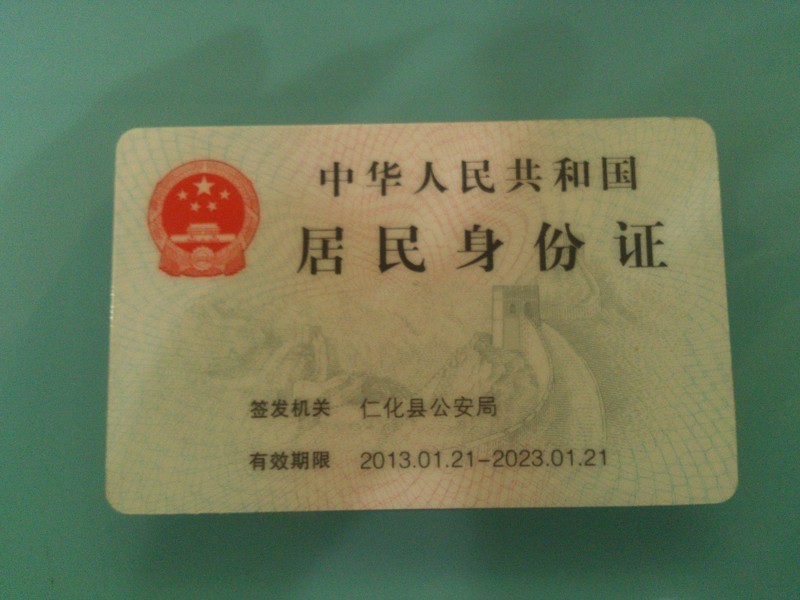 中华人民共和国
居民身份证
签发机关 仁化县公安局
有效期限 2013.01.21-2023.01.21